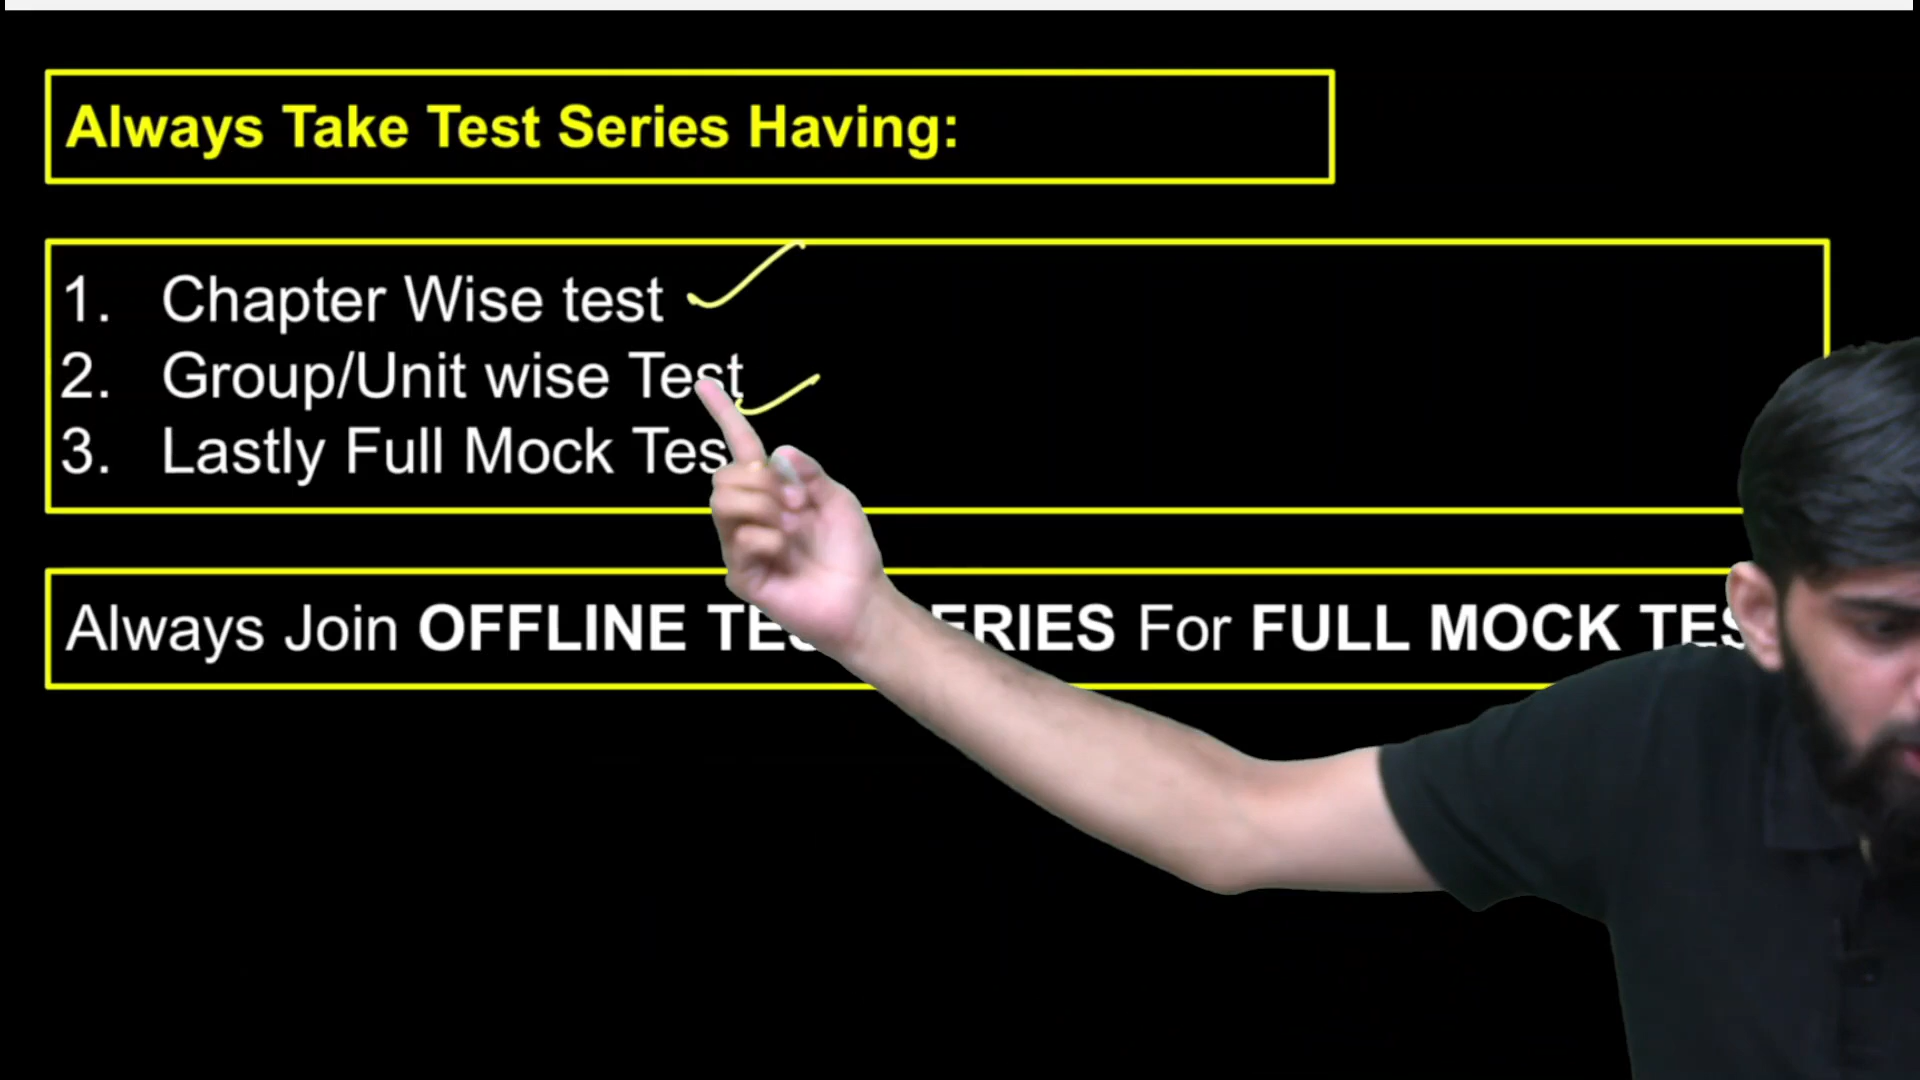 Always Take Test Series Having:
1. Chapter Wise test
2. Group/Unit wise Test
3. Lastly Full Mock
Always Join OFFLINE For FULL MOCK